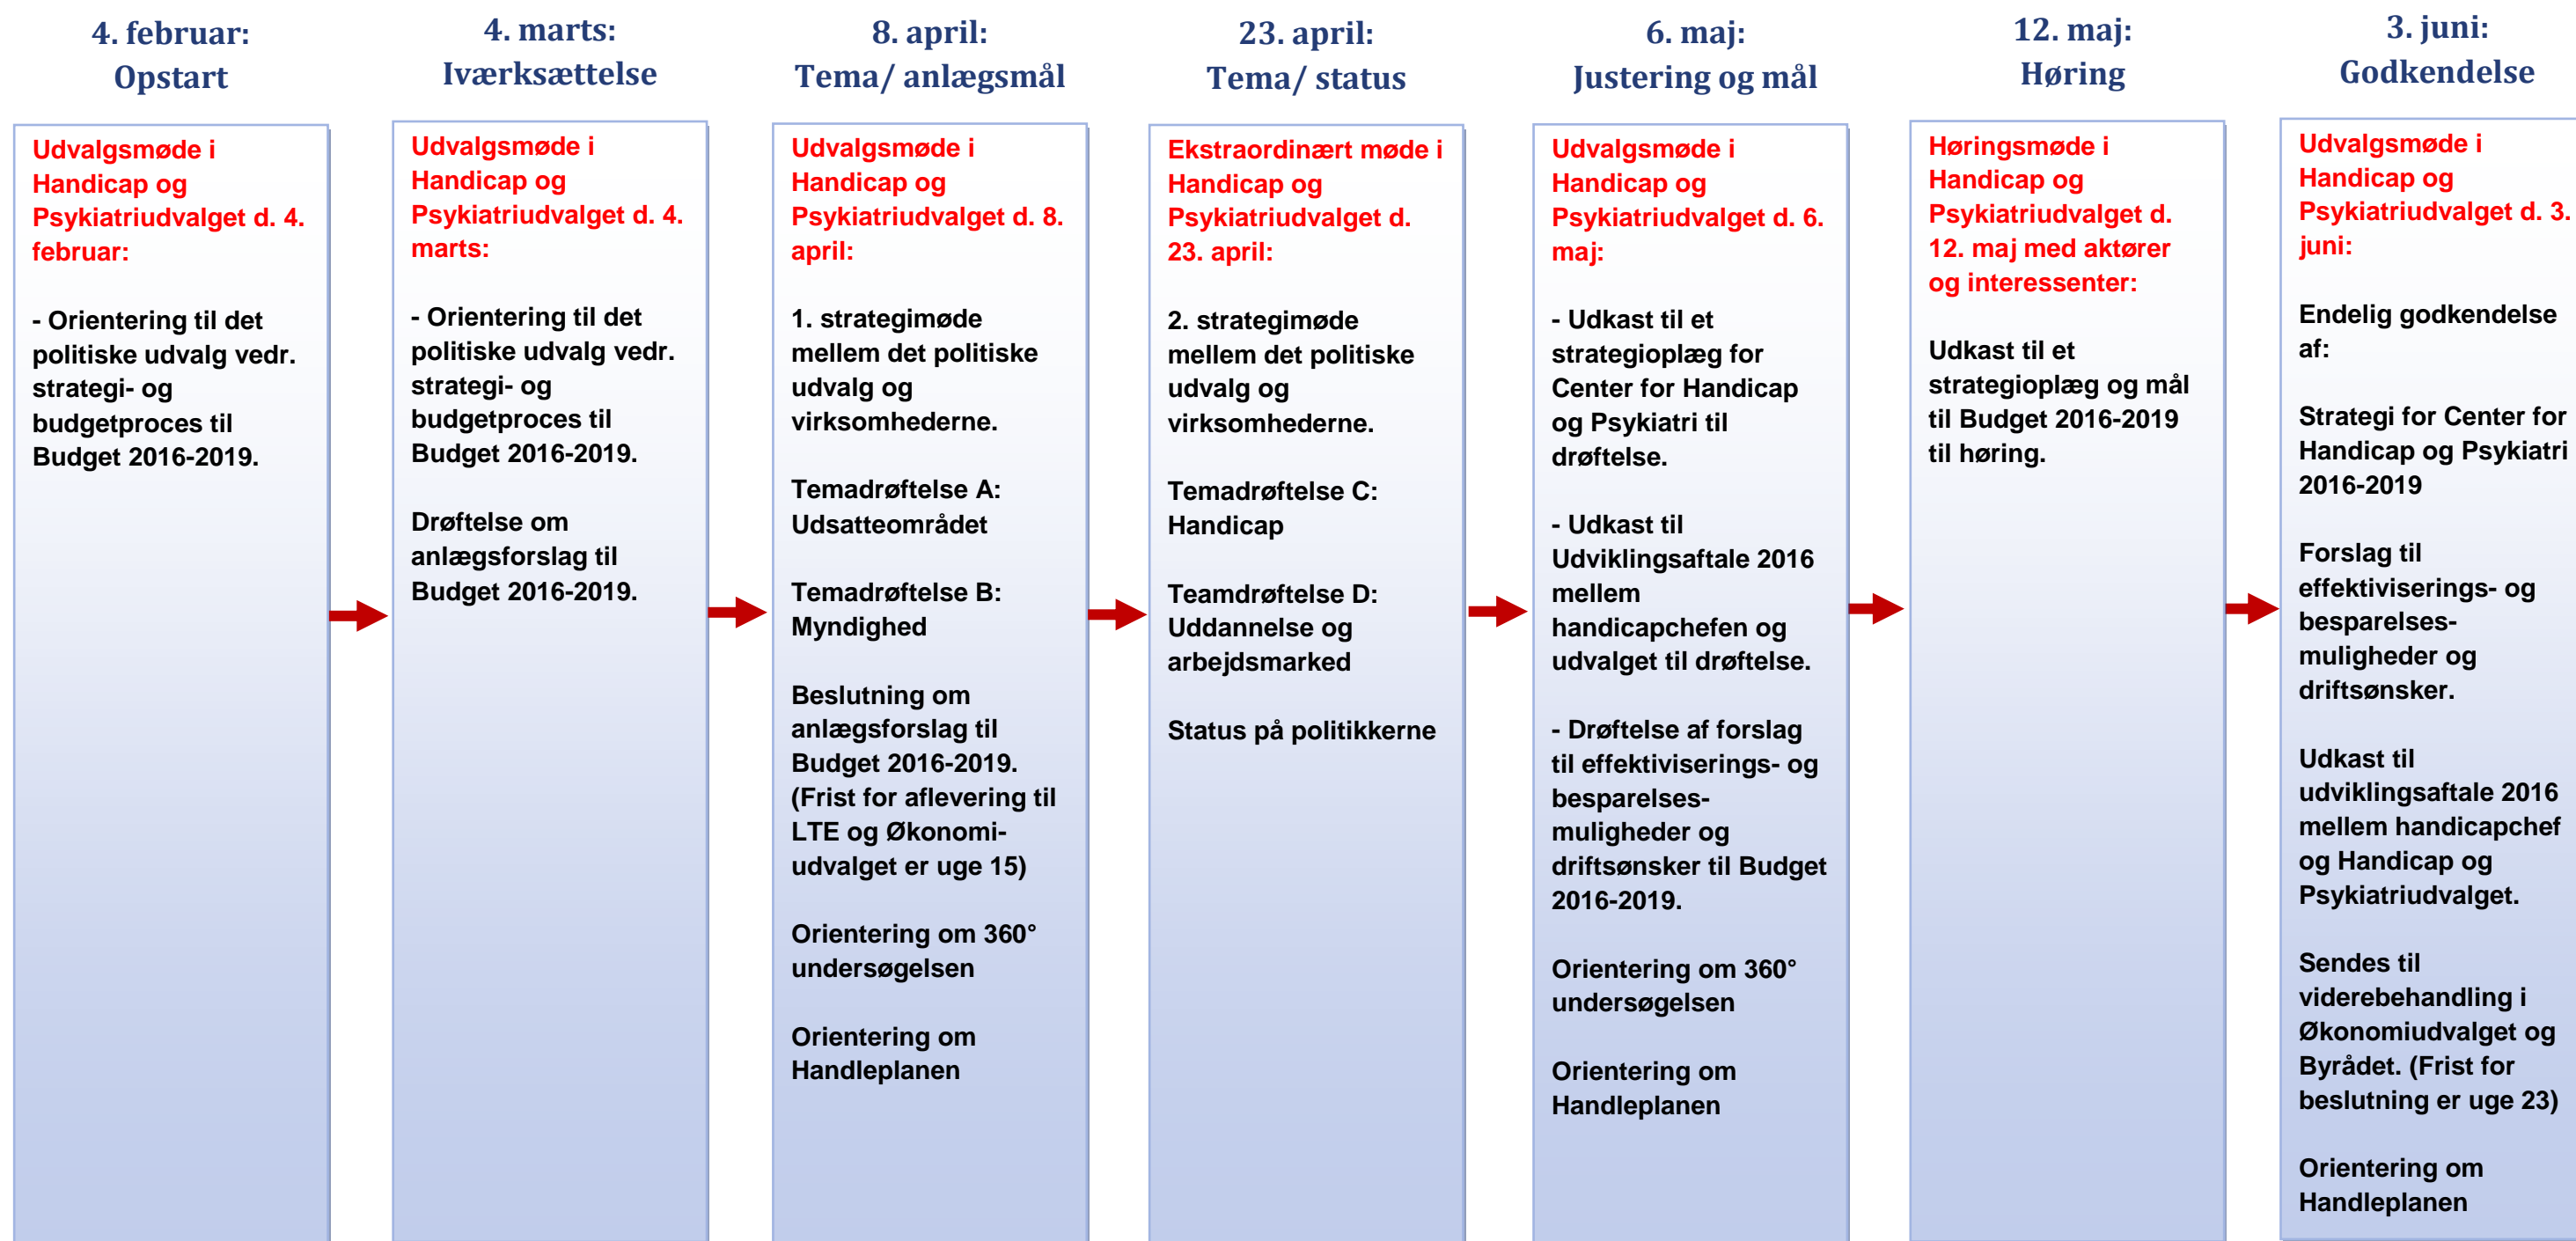 4. februar:
Opstart
Udvalgsmøde i
Handicap og
Psykiatriudvalget d. 4.
februar:
- Orientering til det
politiske udvalg vedr.
strategi- og
budgetproces til
Budget 2016-2019.
4. marts:
Iværksættelse
Udvalgsmøde i
Handicap og
Psykiatriudvalget d. 4.
marts:
- Orientering til det
politiske udvalg vedr.
strategi- og
budgetproces til
Budget 2016-2019.
Drøftelse om
anlægsforslag til
Budget 2016-2019.
8. april:
Tema/ anlægsmål
Udvalgsmøde i
Handicap og
Psykiatriudvalget d. 8.
april:
1. strategimøde
mellem det politiske
udvalg og
virksomhederne.
Temadrøftelse A:
Udsatteområdet
Temadrøftelse B:
Myndighed
Beslutning om
anlægsforslag til
Budget 2016-2019.
(Frist for aflevering til
LTE og Økonomi-
udvalget er uge 15)
Orientering om 360°
undersøgelsen
Orientering om
Handleplanen
23. april:
Tema/ status
Ekstraordinært møde i
Handicap og
Psykiatriudvalget d.
23. april:
2. strategimøde
mellem det politiske
udvalg og
virksomhederne.
Temadrøftelse C:
Handicap
Teamdrøftelse D:
Uddannelse og
arbejdsmarked
Status på politikkerne
6. maj:
Justering og mål
Udvalgsmøde i
Handicap og
Psykiatriudvalget d. 6.
maj:
- Udkast til et
strategioplæg for
Center for Handicap
og Psykiatri til
drøftelse.
- Udkast til
Udviklingsaftale 2016
mellem
handicapchefen og
udvalget til drøftelse.
- Drøftelse af forslag
til effektiviserings- og
besparelses-
muligheder og
driftsønsker til Budget
2016-2019.
Orientering om 360°
undersøgelsen
Orientering om
Handleplanen
12. maj:
Høring
Høringsmøde i
Handicap og
Psykiatriudvalget d.
12. maj med aktører
og interessenter:
Udkast til et
strategioplæg og mål
til Budget 2016-2019
til høring.
3. juni:
Godkendelse
Udvalgsmøde i
Handicap og
Psykiatriudvalget d. 3.
juni:
Endelig godkendelse
af:
Strategi for Center for
Handicap og Psykiatri
2016-2019
Forslag til
effektiviserings- og
besparelses-
muligheder og
driftsønsker.
Udkast til
udviklingsaftale 2016
mellem handicapchef
og Handicap og
Psykiatriudvalget.
Sendes til
viderebehandling i
Økonomiudvalget og
Byrådet. (Frist for
beslutning er uge 23)
Orientering om
Handleplanen